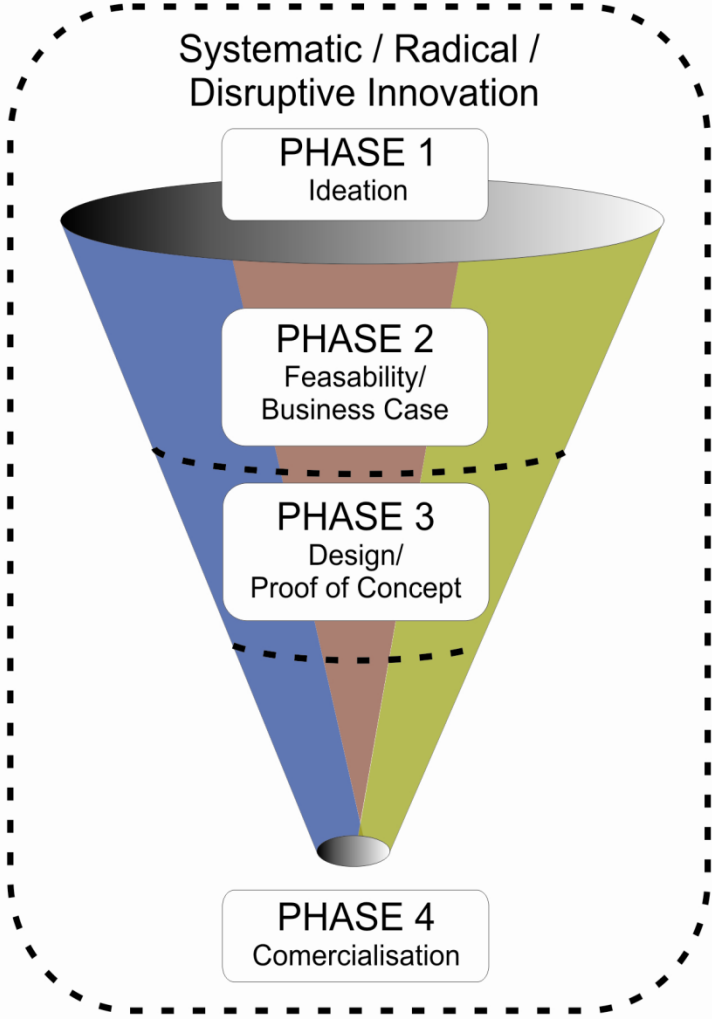 Systematic / Radical /
Disruptive Innovation
PHASE 1
Ideation
PHASE 2
Feasability/
Business Case
PHASE 3
Design/
Proof of Concept
PHASE 4
Comercialisation